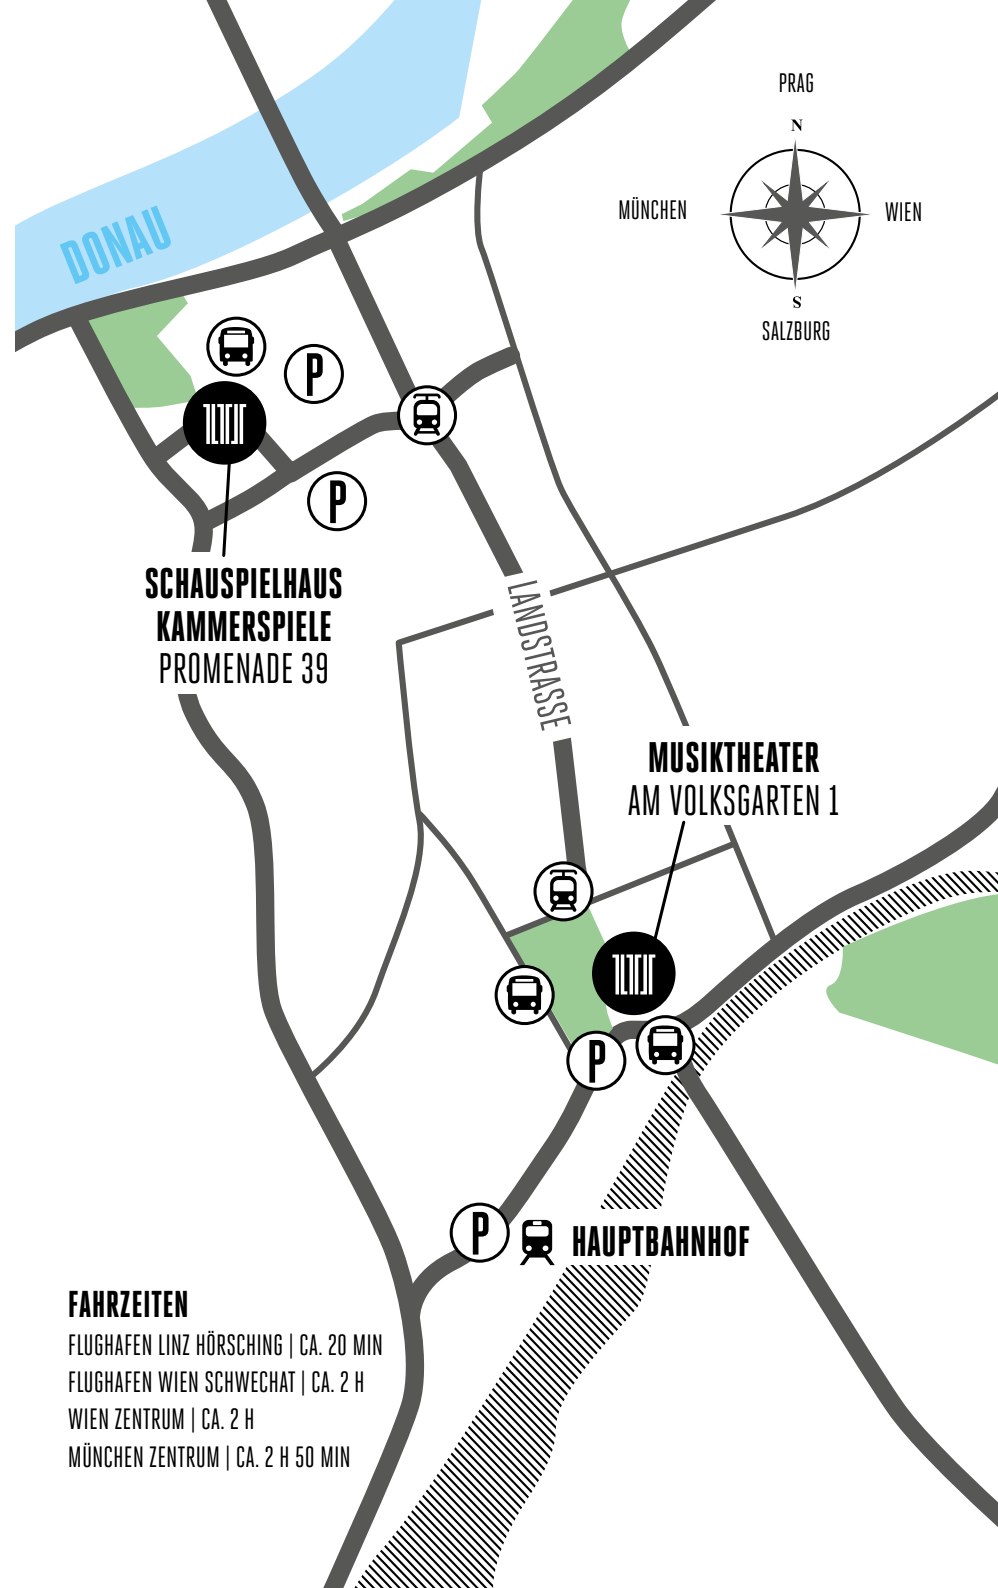 PRAG
N
MÜNCHEN
WIEN
S
SALZBURG
DONAU
P
P
SCHAUSPIELHAUS
KAMMERSPIELE
PROMENADE 39
LANDSTRASSE
MUSIKTHEATER
AM VOLKSGARTEN 1
P
P
HAUPTBAHNHOF
FAHRZEITEN
FLUGHAFEN LINZ HÖRSCHING | CA. 20 MIN
FLUGHAFEN WIEN SCHWECHAT | CA. 2 H
WIEN ZENTRUM | CA. 2 H
MÜNCHEN ZENTRUM | CA. 2 H 50 MIN